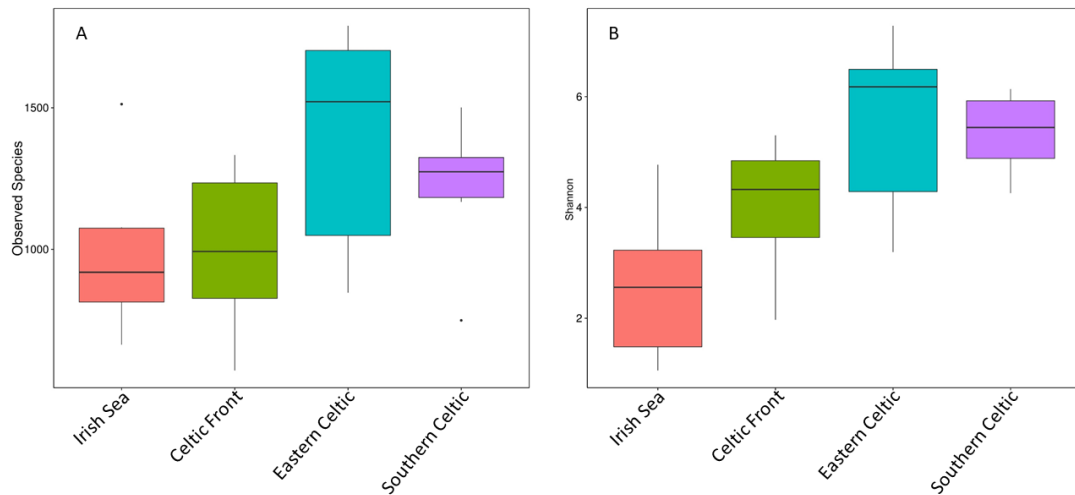 A
Observed Species
1500
1000
Irish Sea
Celtic Front
Eastern Celtic
Southern Celtic
B
Shannon
6
4
2
Irish Sea
Celtic Front
Eastern Celtic
Southern Celtic